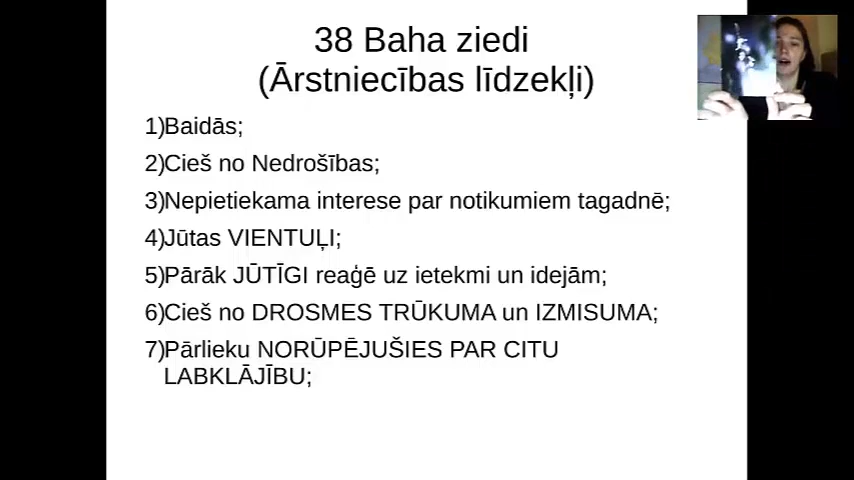 38 Baha ziedi
(Ārstniecības līdzekļi)
1)Baidās;
2)Cieš no Nedrošības;
3)Nepietiekama interese par notikumiem tagadnē;
4)Jūtas VIENTUĻI;
5)Pārāk JŪTĪGI reaģē uz ietekmi un idejām;
6)Cieš no DROSMES TRŪKUMA un IZMISUMA;
7)Pārlieku NORŪPĒJUŠIES PAR CITU
LABKLĀJĪBU;